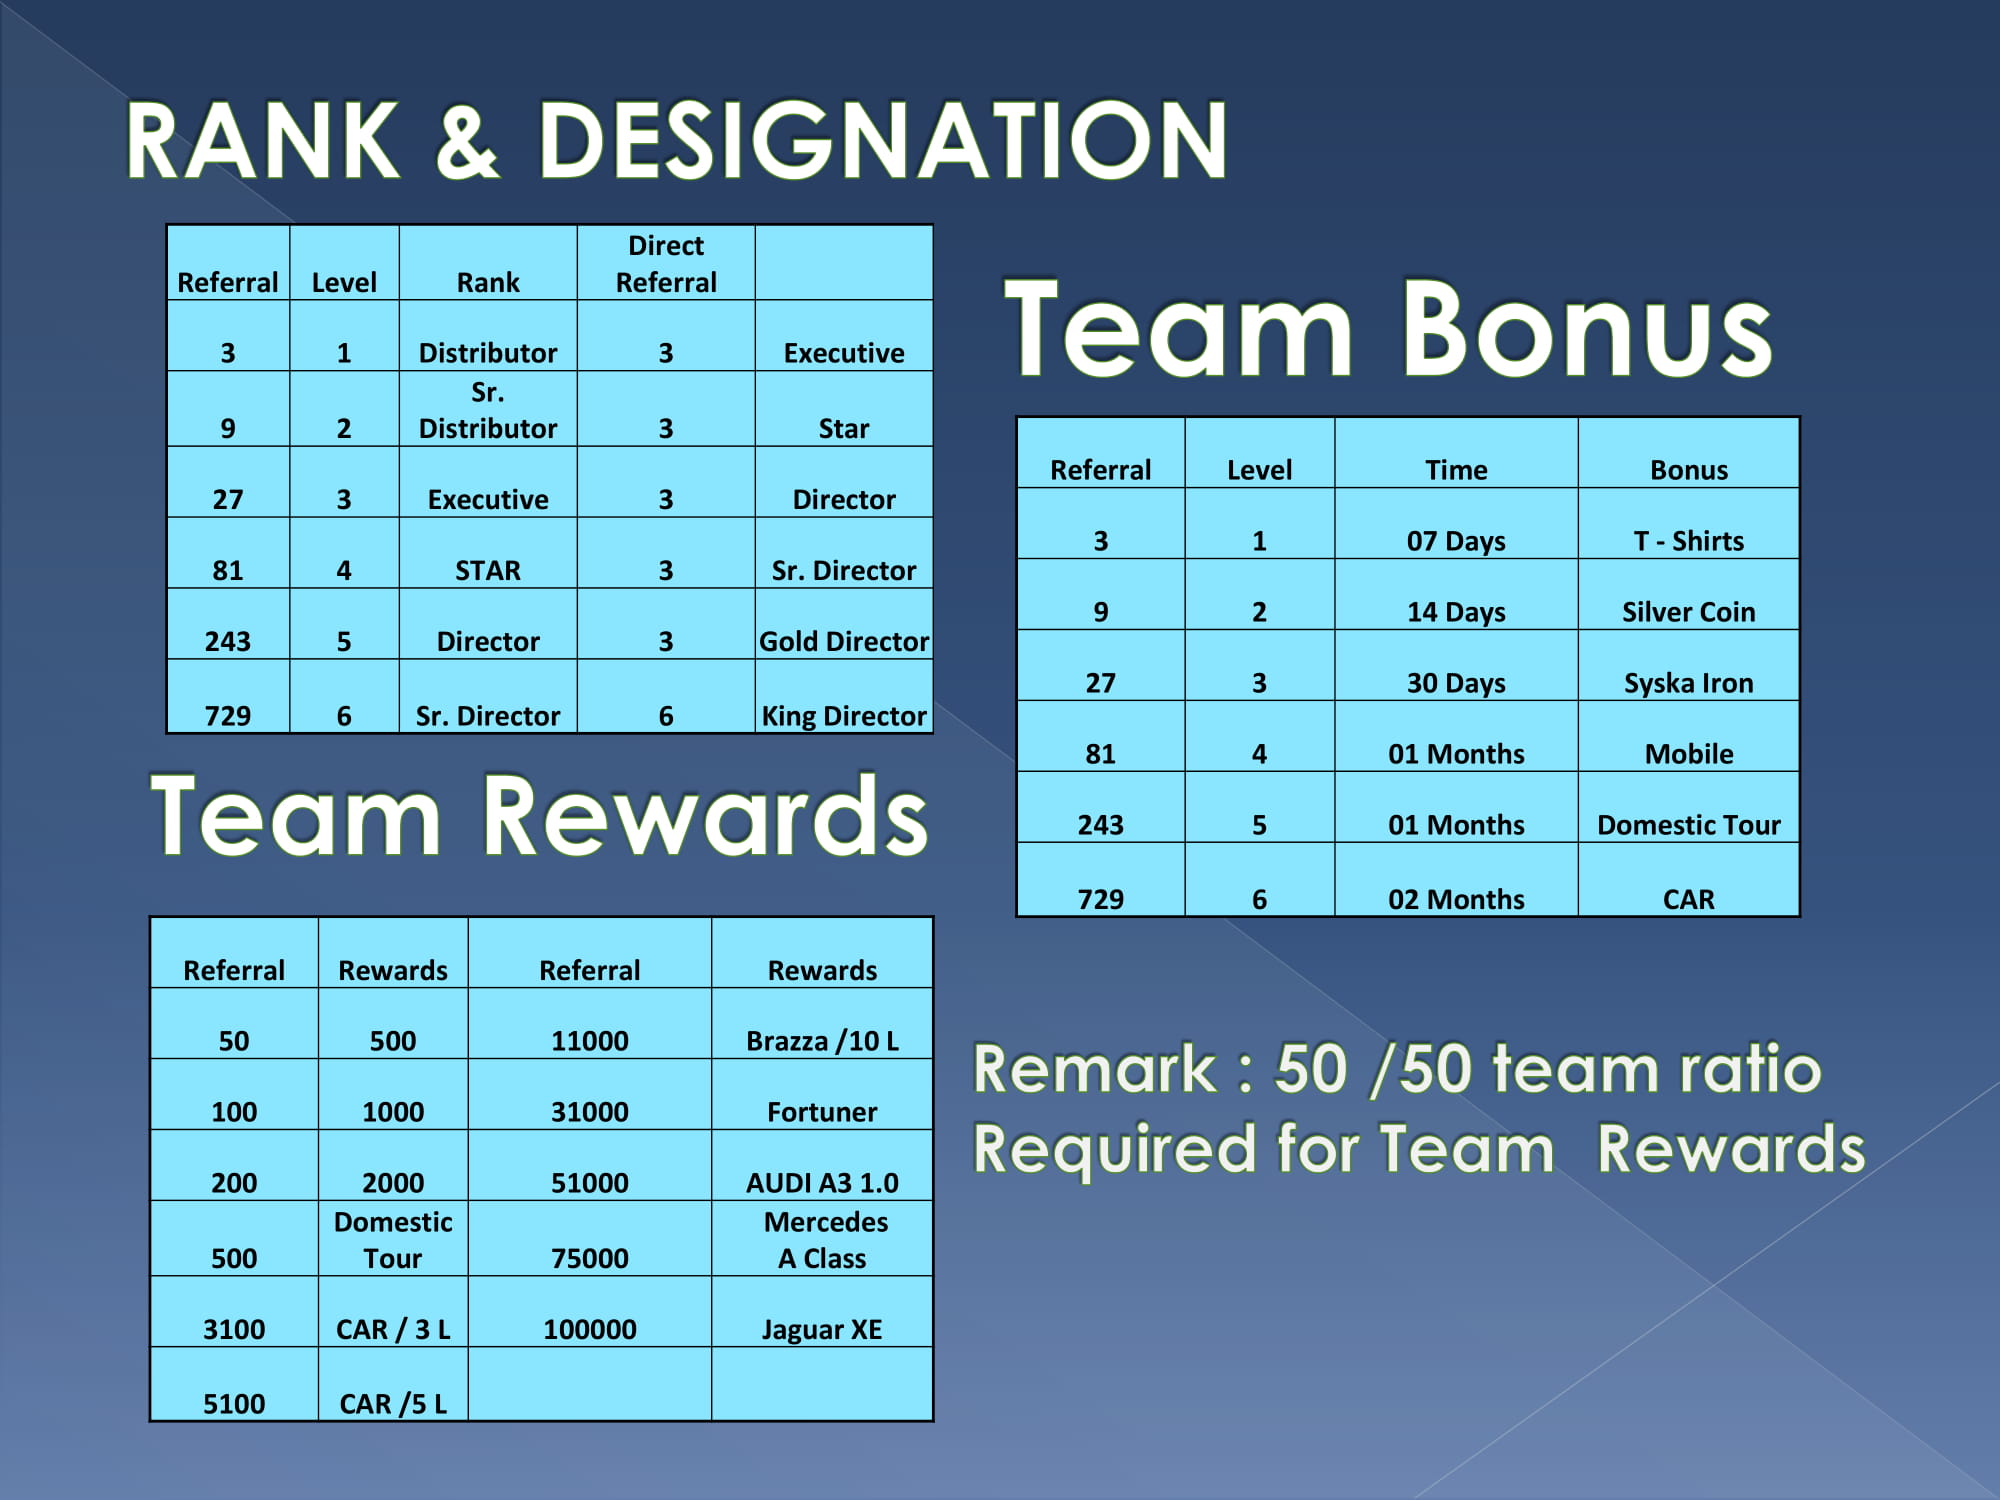 RANK & DESIGNATION
Referral Level Rank Direct Referral
3 1 Distributor 3 Executive
9 2 Sr. Distributor 3 Star
27 3 Executive 3 Director
81 4 STAR 3 Sr. Director
243 5 Director 3 Gold Director
729 6 Sr. Director 6 King Director
Team Bonus
Referral Level Time Bonus
3 1 07 Days T - Shirts
9 2 14 Days Silver Coin
27 3 30 Days Syska Iron
81 4 01 Months Mobile
243 5 01 Months Domestic Tour
729 6 02 Months CAR
Team Rewards
Referral Rewards Referral Rewards
50 500 11000 Brazza /10 L
100 1000 31000 Fortuner
200 2000 51000 AUDI A3 1.0
500 Domestic Tour 75000 Mercedes A Class
3100 CAR / 3 L 100000 Jaguar XE
5100 CAR /5 L
Remark : 50 /50 team ratio
Required for Team Rewards